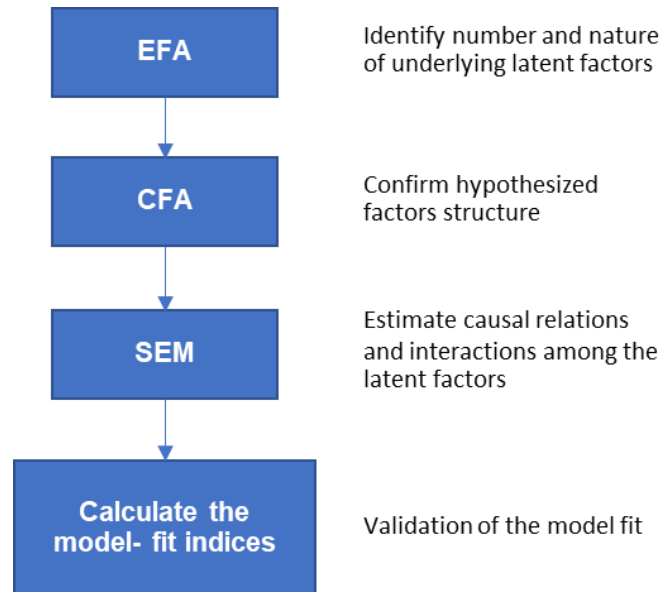 EFA
Identify number and nature
of underlying latent factors
CFA
Confirm hypothesized
factors structure
SEM
Estimate causal relations
and interactions among the
latent factors
Calculate the
model- fit indices
Validation of the model fit